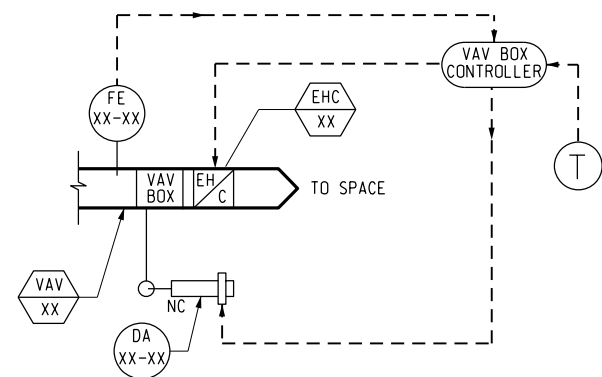 VAV BOX
CONTROLLER
FE
XX-XX
EHC
XX
T
VAV
BOX
EH
C
TO SPACE
VAV
XX
NC
DA
XX-XX